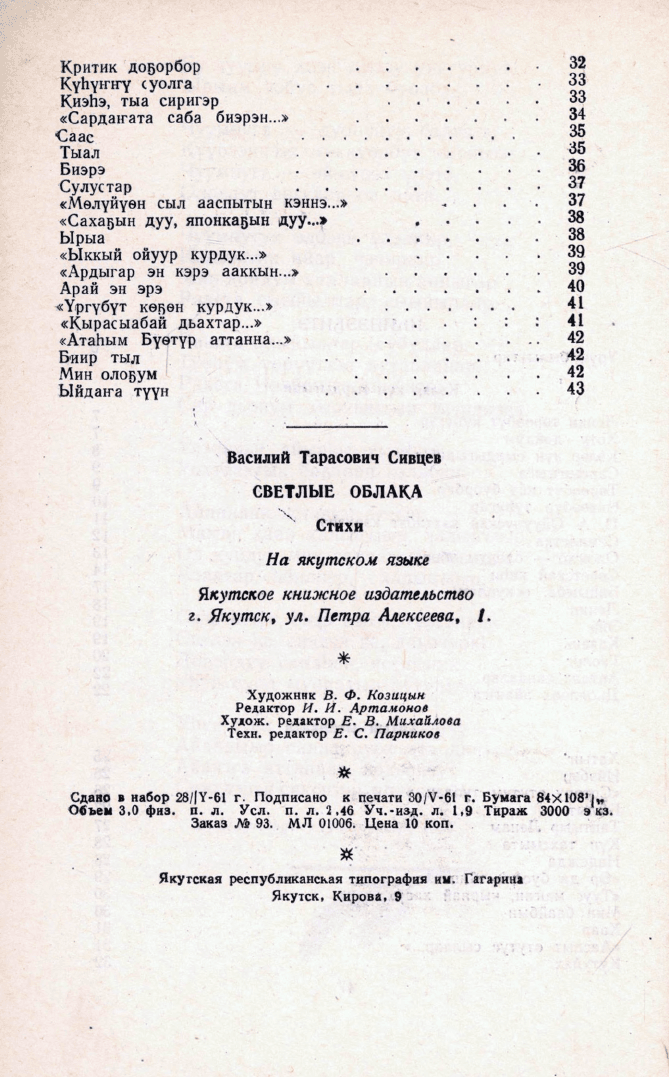 Критик доҕорбор . . . . . . . 32
Күһүҥҥү суолга . . . . . . . . . 33
Киэһэ, тыа сиригэр . . . . . . 33
«Сардаҥата саба биэрэн...» . . . . 34
Саас . . . . . . . . . 35
Тыал . . . . . . . . 35
Биэрэ . . . . . . . . . 36
Сулустар . . . . . . . . . 37
«Мөлүйүөн сыл ааспытын кэннэ...» . . . . . . 37
«Сахаҕын дуу, японкаҕын дуу...» . . . . . 38
Ырыа . . . . . . . 38
«Ыккый ойуур курдук...» . . . . . . . 39
«Ардыгар эн кэрэ ааккын...» . . . . . . 39
Арай эн эрэ . . . . . . . . 40
«Үргүбүт көҕөн курдук...» . . . . . . 41
«Кырасыабай дьахтар...» . . : : : 41
«Атаһым Бүөтүр аттанна...» . . . . . . 42
Биир тыл . . . . . . . . 42
Мин олоҕум . . . . . . . . 42
Ыйдаҥа түүн . . . . . . . . 43
Василий Тарасович Сивцев
СВЕТЛЫЕ ОБЛАКА
Стихи
На якутском языке
Якутское книжное издательство
г. Якутск, ул. Петра Алексеева, 1.
*
Художник В. Ф. Козицын
Редактор И. И. Артамонов
Худож. редактор Е. В. Михайлова
Техн. редактор Е. С. Парников
*
Сдано в набор 28/IV-61 г. Подписано к печати 30/V-61 г. Бумага 84×108¹/₃₂
Объем 3,0 физ. п. л. Усл. п. л. 2,46 Уч.-изд. л. 1,9 Тираж 3000 экз.
Заказ № 93. МЛ 01006. Цена 10 коп.
*
Якутская республиканская типография им. Гагарина
Якутск, Кирова, 9